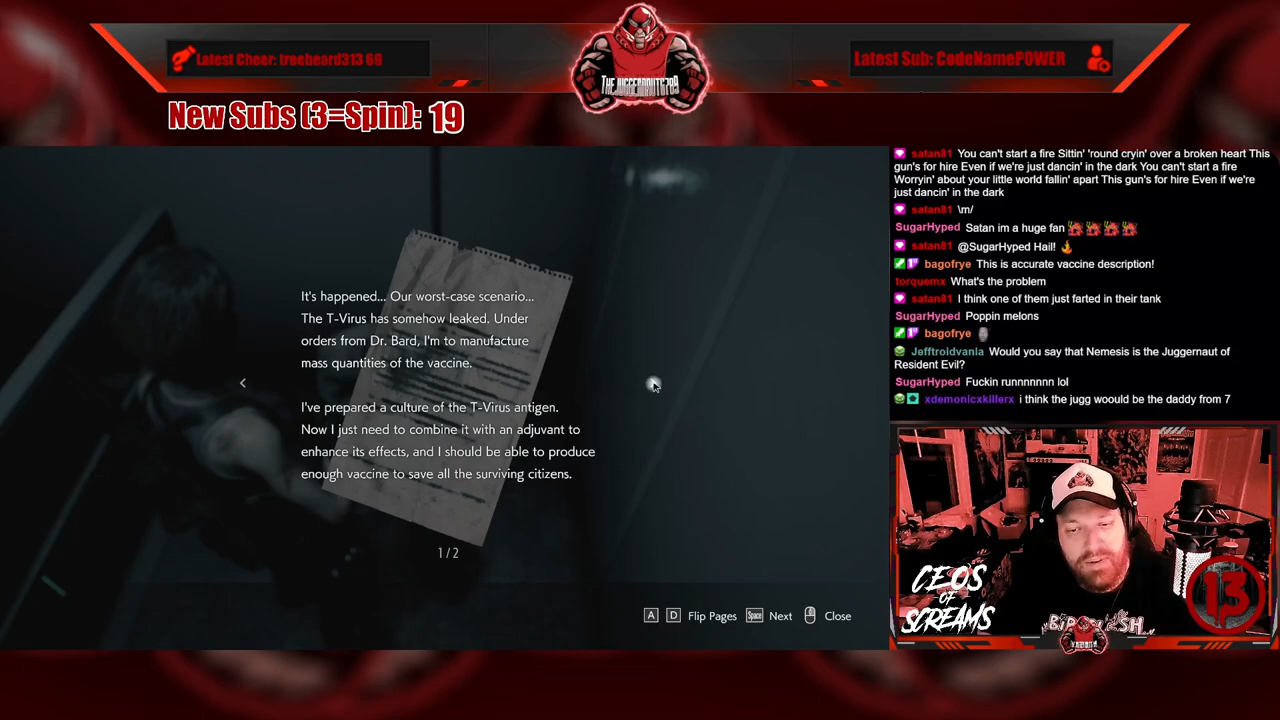 Latest Cheer: treebeard313 69
THEJUGGERNAUT6789
Latest Sub: CodeNamePOWER
New Subs (3=Spin): 19
It's happened... Our worst-case scenario...
The T-Virus has somehow leaked. Under
orders from Dr. Bard, I'm to manufacture
mass quantities of the vaccine.
I've prepared a culture of the T-Virus antigen.
Now I just need to combine it with an adjuvant to
enhance its effects, and I should be able to produce
enough vaccine to save all the surviving citizens.
1 / 2
A D Flip Pages Space Next Close
satan81 You can't start a fire Sittin' 'round cryin' over a broken heart This
gun's for hire Even if we're just dancin' in the dark You can't start a fire
Worryin' about your little world fallin' apart This gun's for hire Even if we're
just dancin' in the dark
satan81 \m/
SugarHyped Satan im a huge fan
satan81 @SugarHyped Hail!
bagofrye This is accurate vaccine description!
torquemx What's the problem
satan81 I think one of them just farted in their tank
SugarHyped Poppin melons
bagofrye
Jefftroidvania Would you say that Nemesis is the Juggernaut of
Resident Evil?
SugarHyped Fuckin runnnnnnn lol
xdemonicxkillerx i think the jugg woould be the daddy from 7
CEOS
OF
SCREAMS
13